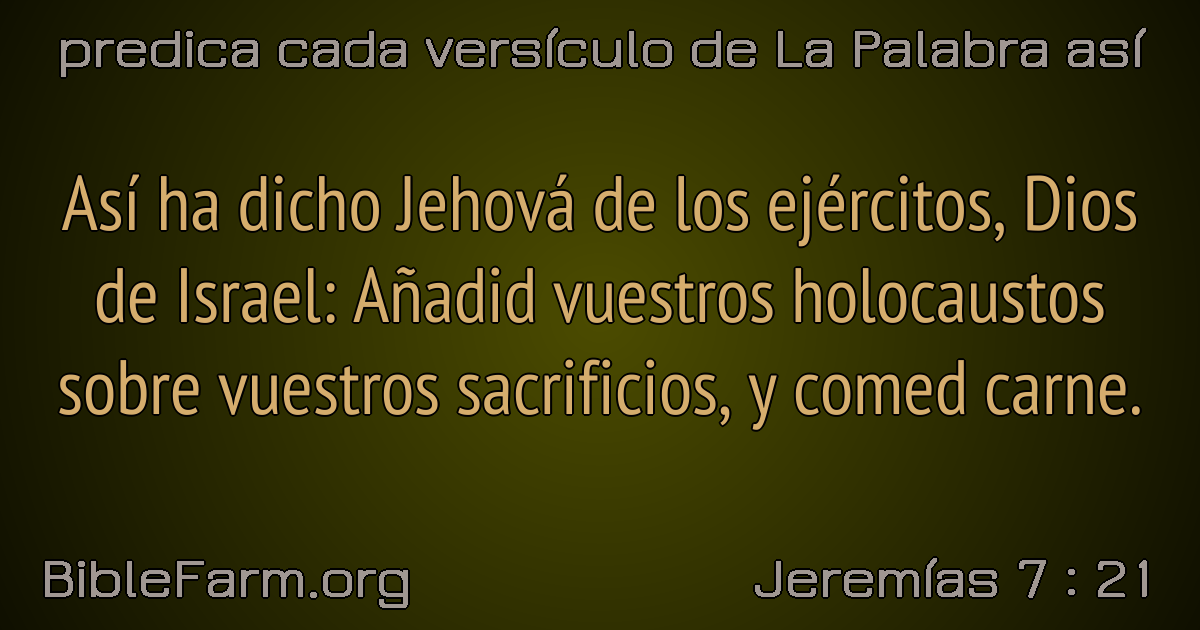 predica cada versículo de La Palabra así
Así ha dicho Jehová de los ejércitos, Dios
de Israel: Añadid vuestros holocaustos
sobre vuestros sacrificios, y comed carne.
BibleFarm.org
Jeremías 7 : 21